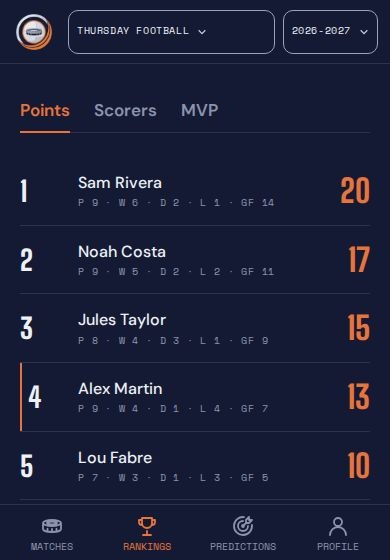 THURSDAY FOOTBALL
2026-2027
Points Scorers MVP
1 Sam Rivera 20
P 9 · W 6 · D 2 · L 1 · GF 14
2 Noah Costa 17
P 9 · W 5 · D 2 · L 2 · GF 11
3 Jules Taylor 15
P 8 · W 4 · D 3 · L 1 · GF 9
4 Alex Martin 13
P 9 · W 4 · D 1 · L 4 · GF 7
5 Lou Fabre 10
P 7 · W 3 · D 1 · L 3 · GF 5
MATCHES RANKINGS PREDICTIONS PROFILE